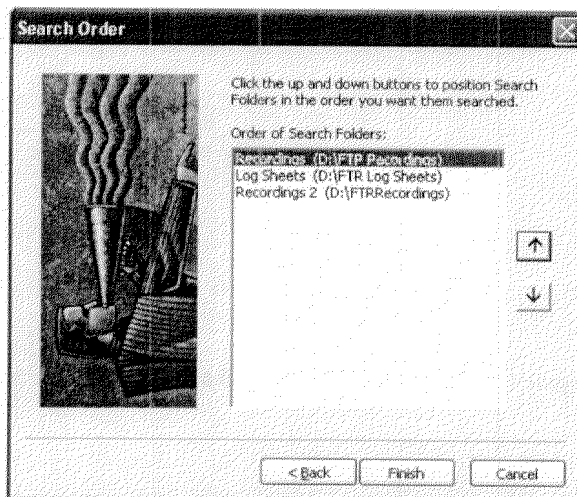 Search Order
Click the up and down buttons to position Search
Folders in the order you want them searched.
Order of Search Folders:
Recordings (D:\FTP Recordings)
Log Sheets (D:\FTR Log Sheets)
Recordings 2 (D:\FTRRecordings)
< Back
Finish
Cancel